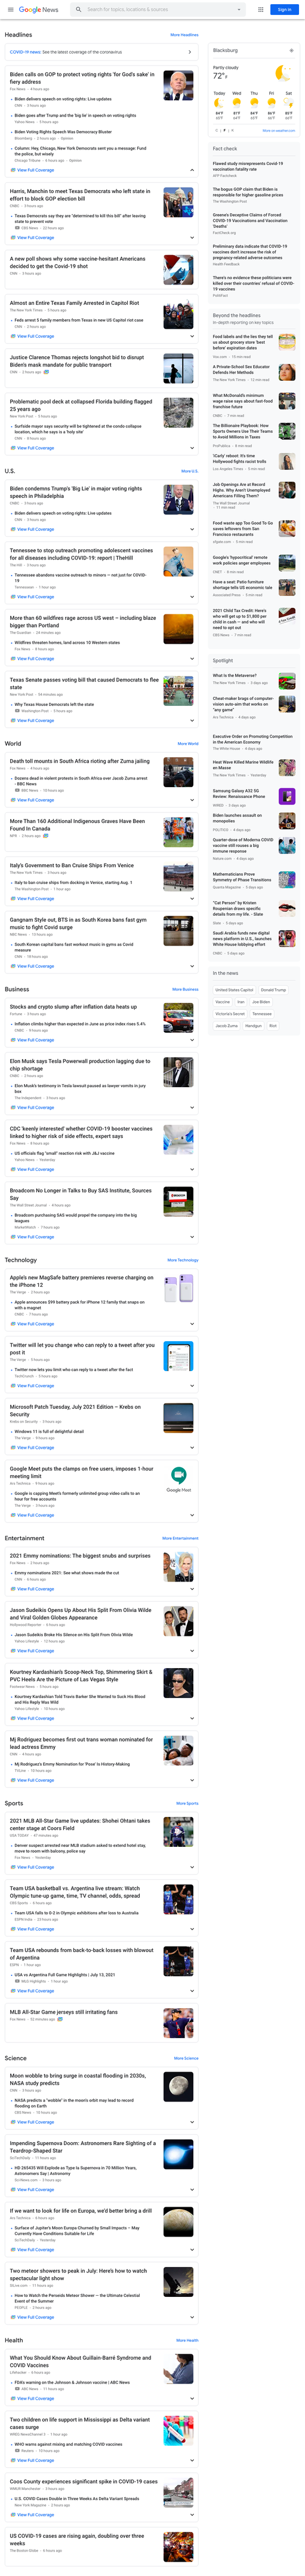 Google News
Search for topics, locations & sources
Sign in
Headlines
More Headlines
COVID-19 news: See the latest coverage of the coronavirus
Biden calls on GOP to protect voting rights 'for God's sake' in
fiery address
Fox News · 4 hours ago
Biden delivers speech on voting rights: Live updates
CNN · 3 hours ago
Biden goes after Trump and the 'big lie' in speech on voting rights
Yahoo News · 3 hours ago
Biden Voting Rights Speech Was Democracy Bluster
Bloomberg · 2 hours ago · Opinion
Column: Hey, Chicago, New York Democrats sent you a message: Fund
the police, but wisely
Chicago Tribune · 6 hours ago · Opinion
View Full Coverage
Harris, Manchin to meet Texas Democrats who left state in
effort to block GOP election bill
CNBC · 3 hours ago
Texas Democrats say they are "determined to kill this bill" after leaving
state to prevent vote
CBS News · 22 hours ago
View Full Coverage
A new poll shows why some vaccine-hesitant Americans
decided to get the Covid-19 shot
CNN · 3 hours ago
Almost an Entire Texas Family Arrested in Capitol Riot
The New York Times · 3 hours ago
Feds arrest 5 family members from Texas in new US Capitol riot case
CNN · 2 hours ago
View Full Coverage
Justice Clarence Thomas rejects longshot bid to disrupt
Biden's mask mandate for public transport
CNN · 2 hours ago
Problematic pool deck at collapsed Florida building flagged
25 years ago
New York Post · 5 hours ago
Surfside mayor says security will be tightened at the condo collapse
location, which he says is a 'holy site'
CNN · 4 hours ago
View Full Coverage
U.S.
More U.S.
Biden condemns Trump's 'Big Lie' in major voting rights
speech in Philadelphia
CNBC · 3 hours ago
Biden delivers speech on voting rights: Live updates
CNN · 3 hours ago
View Full Coverage
Tennessee to stop outreach promoting adolescent vaccines
for all diseases including COVID-19: report | TheHill
The Hill · 3 hours ago
Tennessee abandons vaccine outreach to minors — not just for COVID-
19
Tennessean · 1 hour ago
View Full Coverage
More than 60 wildfires rage across US west – including blaze
bigger than Portland
The Guardian · 24 minutes ago
Wildfires threaten homes, land across 10 Western states
Fox News · 4 hours ago
View Full Coverage
Texas Senate passes voting bill that caused Democrats to flee
state
New York Post · 54 minutes ago
Why Texas House Democrats left the state
Washington Post · 5 hours ago
View Full Coverage
World
More World
Death toll mounts in South Africa rioting after Zuma jailing
Fox News · 4 hours ago
Dozens dead in violent protests in South Africa over Jacob Zuma arrest
- BBC News
BBC News · 10 hours ago
View Full Coverage
More Than 160 Additional Indigenous Graves Have Been
Found In Canada
NPR · 3 hours ago
View Full Coverage
Italy's Government to Ban Cruise Ships From Venice
The New York Times · 3 hours ago
Italy to ban cruise ships from docking in Venice, starting Aug. 1
The Washington Post · 1 hour ago
View Full Coverage
Gangnam Style out, BTS in as South Korea bans fast gym
music to fight Covid surge
NBC News · 13 hours ago
South Korean capital bans fast workout music in gyms as Covid
measure
CNN · 18 hours ago
View Full Coverage
Business
More Business
Stocks and crypto slump after inflation data heats up
Fortune · 3 hours ago
Inflation climbs higher than expected in June as price index rises 5.4%
CNBC · 4 hours ago
View Full Coverage
Elon Musk says Tesla Powerwall production lagging due to
chip shortage
CNBC · 2 hours ago
Elon Musk's testimony in Tesla lawsuit paused as lawyer vomits in jury
box
The Independent · 3 hours ago
View Full Coverage
CDC 'keenly interested' whether COVID-19 booster vaccines
linked to higher risk of side effects, expert says
Fox News · 6 hours ago
US officials flag "small" reaction risk with J&J vaccine
Yahoo News · Yesterday
View Full Coverage
Broadcom No Longer in Talks to Buy SAS Institute, Sources
Say
The Wall Street Journal · 4 hours ago
Broadcom purchasing SAS would propel the company into the big
leagues
MarketWatch · 7 hours ago
View Full Coverage
Technology
More Technology
Apple's new MagSafe battery premieres reverse charging on
the iPhone 12
The Verge · 2 hours ago
Apple announces $99 battery pack for iPhone 12 family that snaps on
with a magnet
CNBC · 7 hours ago
View Full Coverage
Twitter will let you change who can reply to a tweet after you
post it
The Verge · 5 hours ago
Twitter now lets you limit who can reply to a tweet after the fact
TechCrunch · 5 hours ago
View Full Coverage
Microsoft Patch Tuesday, July 2021 Edition – Krebs on
Security
Krebs on Security · 3 hours ago
Windows 11 is full of delightful detail
The Verge · 9 hours ago
View Full Coverage
Google Meet puts the clamps on free users, imposes 1-hour
meeting limit
Ars Technica · 4 hours ago
Google is capping Meet's formerly unlimited group video calls to an
hour for free accounts
The Verge · 3 hours ago
View Full Coverage
Google Meet
Entertainment
More Entertainment
2021 Emmy nominations: The biggest snubs and surprises
Fox News · 2 hours ago
Emmy nominations 2021: See what shows made the cut
CNN · 6 hours ago
View Full Coverage
Jason Sudeikis Opens Up About His Split From Olivia Wilde
and Viral Golden Globes Appearance
Hollywood Reporter · 6 hours ago
Jason Sudeikis Broke His Silence on His Split From Olivia Wilde
Yahoo Lifestyle · 12 hours ago
View Full Coverage
Kourtney Kardashian's Scoop-Neck Top, Shimmering Skirt &
PVC Heels Are the Picture of Las Vegas Style
Footwear News · 5 hours ago
Kourtney Kardashian Told Travis Barker She Wanted to Suck His Blood
and His Reply Was Wild
Yahoo Lifestyle · 10 hours ago
View Full Coverage
Mj Rodriguez becomes first out trans woman nominated for
lead actress Emmy
CNN · 4 hours ago
Mj Rodriguez's Emmy Nomination for 'Pose' Is History-Making
TVLine · 10 hours ago
View Full Coverage
Sports
More Sports
2021 MLB All-Star Game live updates: Shohei Ohtani takes
center stage at Coors Field
USA TODAY · 47 minutes ago
Denver suspect arrested near MLB stadium asked to extend hotel stay,
move to room with balcony, police say
Fox News · Yesterday
View Full Coverage
Team USA basketball vs. Argentina live stream: Watch
Olympic tune-up game, time, TV channel, odds, spread
CBS Sports · 6 hours ago
Team USA falls to 0-2 in Olympic exhibitions after loss to Australia
ESPN India · 23 hours ago
View Full Coverage
Team USA rebounds from back-to-back losses with blowout
of Argentina
ESPN · 1 hour ago
USA vs Argentina Full Game Highlights | July 13, 2021
MLG Highlights · 1 hour ago
View Full Coverage
MLB All-Star Game jerseys still irritating fans
Fox News · 52 minutes ago
Science
More Science
Moon wobble to bring surge in coastal flooding in 2030s,
NASA study predicts
CNN · 3 hours ago
NASA predicts a "wobble" in the moon's orbit may lead to record
flooding on Earth
CBS News · 10 hours ago
View Full Coverage
Impending Supernova Doom: Astronomers Rare Sighting of a
Teardrop-Shaped Star
SciTechDaily · 11 hours ago
HD 265435 Will Explode as Type Ia Supernova in 70 Million Years,
Astronomers Say | Astronomy
Sci-News.com · 3 hours ago
View Full Coverage
If we want to look for life on Europa, we'd better bring a drill
Ars Technica · 4 hours ago
Surface of Jupiter's Moon Europa Churned by Small Impacts – May
Currently Have Conditions Suitable for Life
SciTechDaily · Yesterday
View Full Coverage
Two meteor showers to peak in July: Here's how to watch
spectacular light show
SILive.com · 11 hours ago
How to Watch the Perseids Meteor Shower — the Ultimate Celestial
Event of the Summer
PEOPLE · 3 hours ago
View Full Coverage
Health
More Health
What You Should Know About Guillain-Barré Syndrome and
COVID Vaccines
Lifehacker · 6 hours ago
FDA's warning on the Johnson & Johnson vaccine | ABC News
ABC News · 11 hours ago
View Full Coverage
Two children on life support in Mississippi as Delta variant
cases surge
WMBD NewsChannel 5 · 1 hour ago
WHO warns against mixing and matching COVID vaccines
Reuters · 10 hours ago
View Full Coverage
Coos County experiences significant spike in COVID-19 cases
WMUR Manchester · 3 hours ago
U.S. COVID Cases Double in Three Weeks As Delta Variant Spreads
New York Magazine · 2 hours ago
View Full Coverage
US COVID-19 cases are rising again, doubling over three
weeks
The Boston Globe · 6 hours ago
Blacksburg
Partly cloudy
72°F
Today Wed Thu Fri Sat
More on weather.com
Fact check
Flawed study misrepresents Covid-19
vaccination fatality rate
AFP Factcheck
The bogus GOP claim that Biden is
responsible for higher gasoline prices
The Washington Post
Greene's Deceptive Claims of Forced
COVID-19 Vaccinations and Vaccination
'Deaths'
FactCheck.org
Preliminary data indicate that COVID-19
vaccines don't increase the risk of
pregnancy-related adverse outcomes
Health Feedback
There's no evidence these politicians were
killed over their countries' refusal of COVID-
19 vaccines
PolitiFact
Beyond the headlines
In-depth reporting on key topics
Food labels and the lies they tell
us about grocery store 'best
before' expiration dates
Vox.com · 15 min read
A Private-School Sex Educator
Defends Her Methods
The New York Times · 12 min read
What McDonald's minimum
wage raise says about fast-food
franchise future
CNBC · 7 min read
The Billionaire Playbook: How
Sports Owners Use Their Teams
to Avoid Millions in Taxes
ProPublica · 8 min read
'iCarly' reboot: It's time
Hollywood fights racist trolls
Los Angeles Times · 5 min read
Job Openings Are at Record
Highs. Why Aren't Unemployed
Americans Filling Them?
The Wall Street Journal
· 11 min read
Food waste app Too Good To Go
saves leftovers from San
Francisco restaurants
sfgate.com · 5 min read
Google's 'hypocritical' remote
work policies anger employees
CNET · 8 min read
Have a seat: Patio furniture
shortage tells US economic tale
Associated Press · 5 min read
2021 Child Tax Credit: Here's
who will get up to $1,800 per
child in cash — and who will
need to opt out
CBS News · 7 min read
Spotlight
What Is the Metaverse?
The New York Times · 3 days ago
Chest-maker brags of computer-
vision auto-aim that works on
"any game"
Ars Technica · 4 days ago
Executive Order on Promoting Competition
in the American Economy
The White House · 4 days ago
Heat Wave Killed Marine Wildlife
en Masse
The New York Times · Yesterday
Samsung Galaxy A32 5G
Review: Renaissance Phone
WIRED · 3 days ago
Biden launches assault on
monopolies
POLITICO · 4 days ago
Quarter-dose of Moderna COVID
vaccine still rouses a big
immune response
Nature.com · 4 days ago
Mathematicians Prove
Symmetry of Phase Transitions
Quanta Magazine · 5 days ago
"Cat Person" by Kristen
Roupenian draws specific
details from my life. - Slate
Slate · 5 days ago
Saudi Arabia funds new digital
news platform in U.S., launches
White House lobbying effort
CNBC · 3 days ago
In the news
United States Capitol
Donald Trump
Vaccine
Iran
Joe Biden
Victoria's Secret
Tennessee
Jacob Zuma
Handgun
Riot